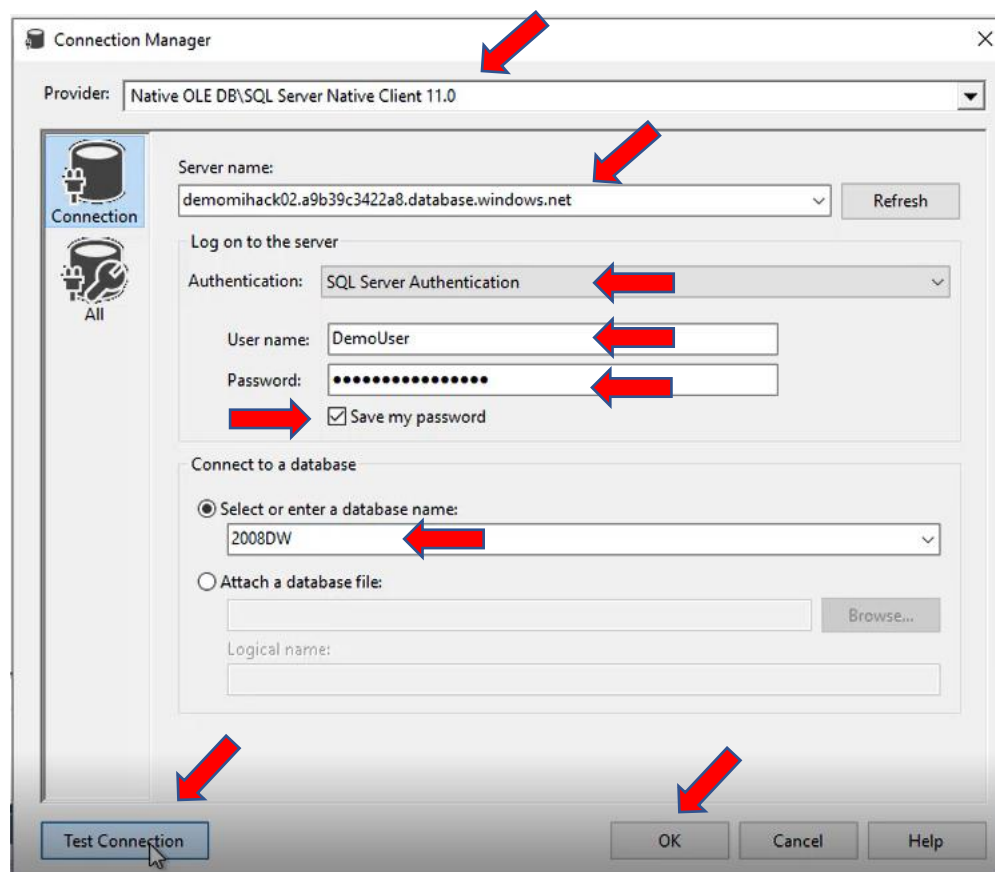 Connection Manager
Provider: Native OLE DB\SQL Server Native Client 11.0
Connection
All
Server name:
demomihack02.a9b39c3422a8.database.windows.net Refresh
Log on to the server
Authentication: SQL Server Authentication
User name: DemoUser
Password: ••••••••••••••••
Save my password
Connect to a database
Select or enter a database name:
2008DW
Attach a database file:
Browse...
Logical name:
Test Connection OK Cancel Help